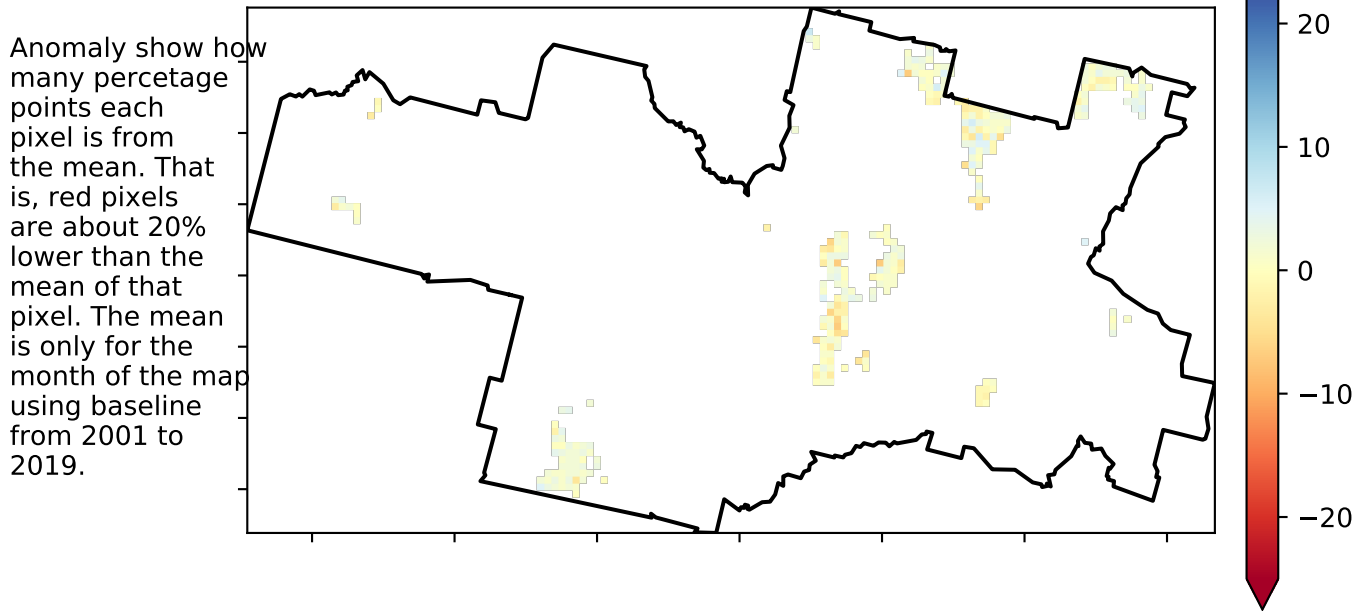 Anomaly show how
many percetage
points each
pixel is from
the mean. That
is, red pixels
are about 20%
lower than the
mean of that
pixel. The mean
is only for the
month of the map
using baseline
from 2001 to
2019.
20
10
0
−10
−20